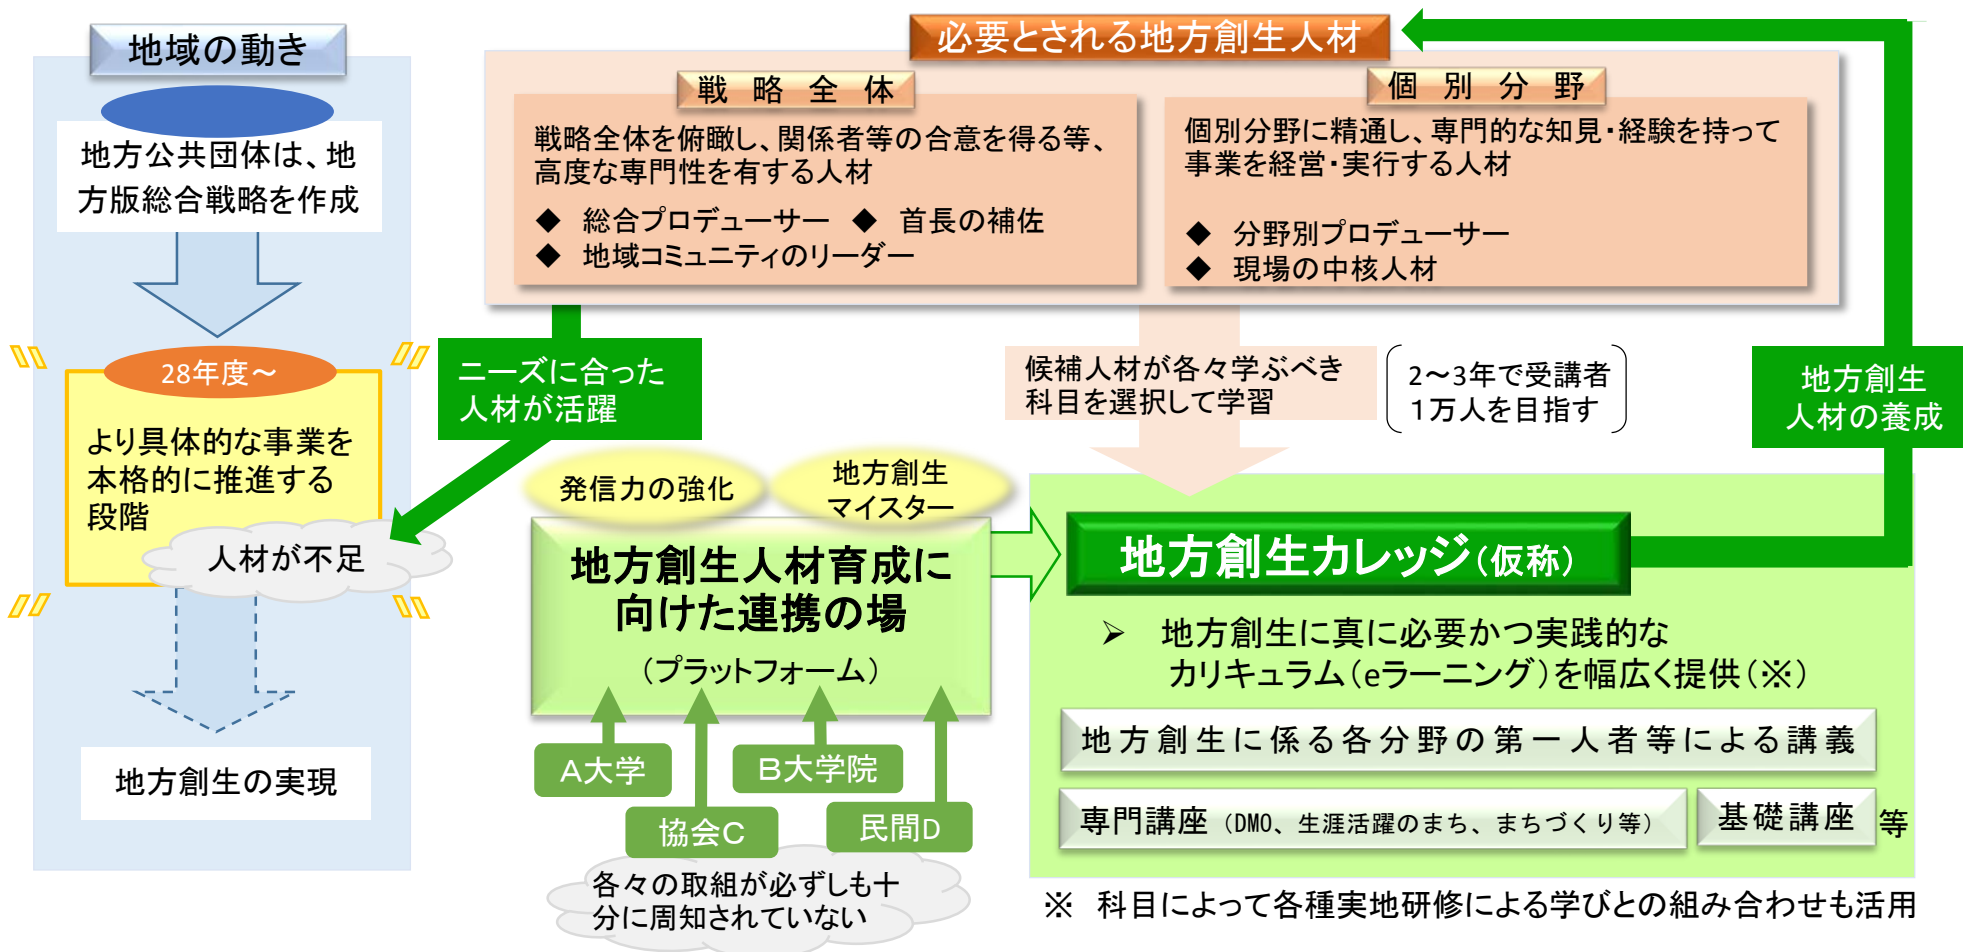 地域の動き
地方公共団体は、地
方版総合戦略を作成
28年度～
より具体的な事業を
本格的に推進する
段階
人材が不足
地方創生の実現
必要とされる地方創生人材
戦略全体
戦略全体を俯瞰し、関係者等の合意を得る等、
高度な専門性を有する人材
◆ 総合プロデューサー ◆ 首長の補佐
◆ 地域コミュニティのリーダー
個別分野
個別分野に精通し、専門的な知見・経験を持って
事業を経営・実行する人材
◆ 分野別プロデューサー
◆ 現場の中核人材
ニーズに合った
人材が活躍
候補人材が各々学ぶべき
科目を選択して学習
2～3年で受講者
1万人を目指す
地方創生
人材の養成
発信力の強化
地方創生
マイスター
地方創生人材育成に
向けた連携の場
（プラットフォーム）
A大学
B大学院
協会C
民間D
各々の取組が必ずしも十
分に周知されていない
地方創生カレッジ（仮称）
➢ 地方創生に真に必要かつ実践的な
カリキュラム（eラーニング）を幅広く提供（※）
地方創生に係る各分野の第一人者等による講義
専門講座（DMO、生涯活躍のまち、まちづくり等）
基礎講座 等
※ 科目によって各種実地研修による学びとの組み合わせも活用